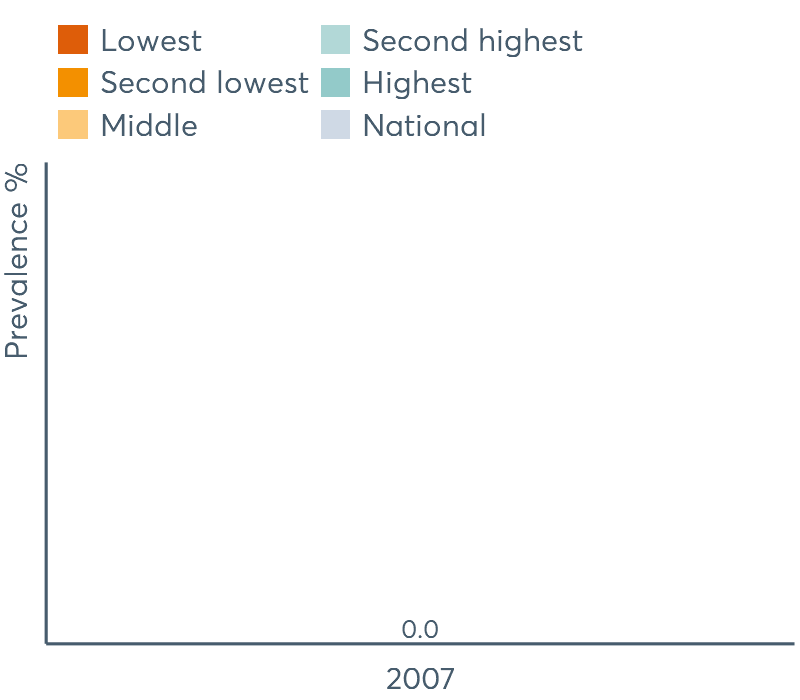 Lowest
Second lowest
Middle
Second highest
Highest
National
Prevalence %
0.0
2007